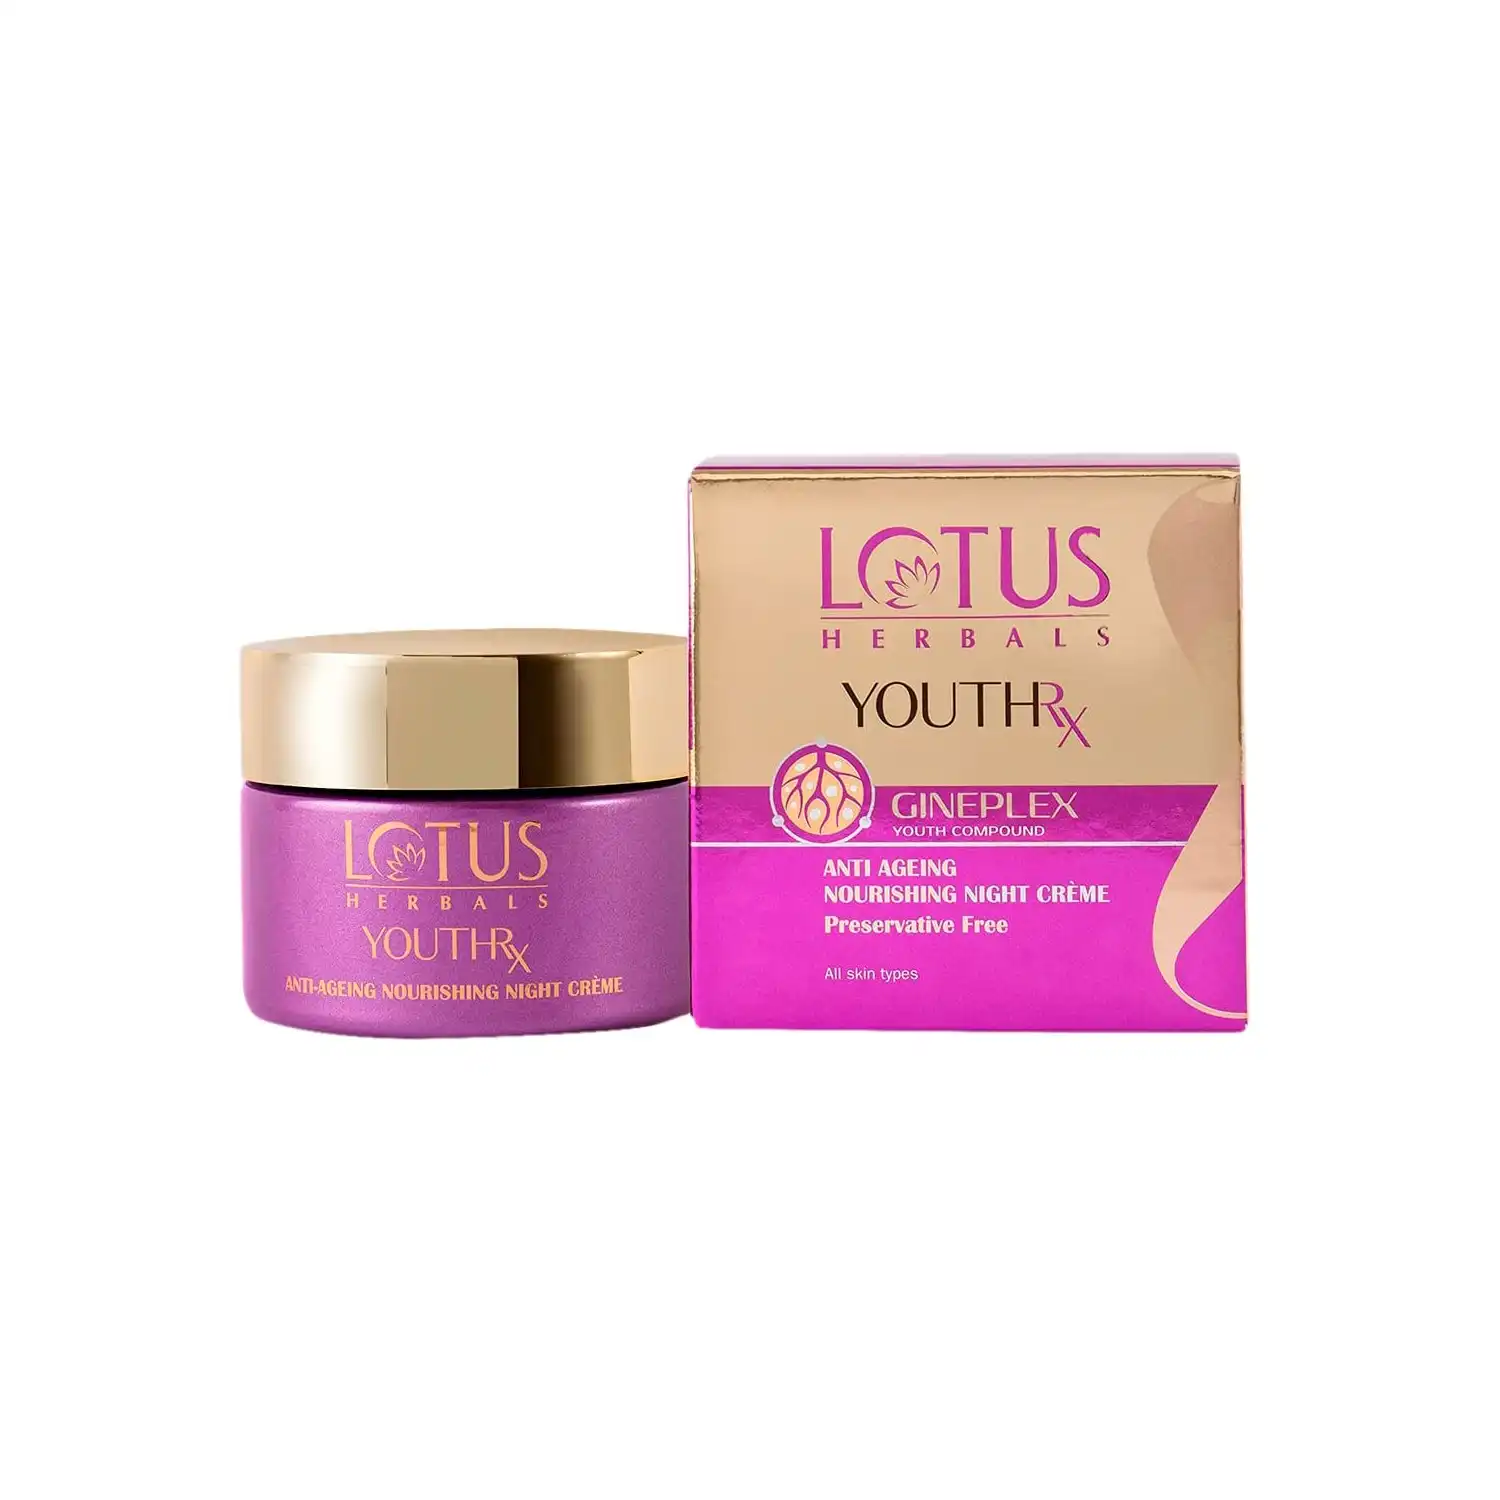 LOTUS
HERBALS
YOUTHRx
ANTI-AGEING NOURISHING NIGHT CRÈME
LOTUS
HERBALS
YOUTHRx
GINEPLEX
YOUTH COMPOUND
ANTI AGEING
NOURISHING NIGHT CRÈME
Preservative Free
All skin types